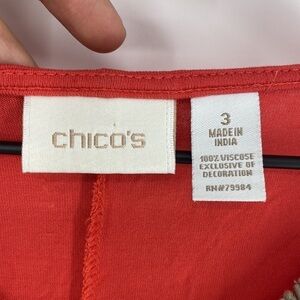 chico's
3
MADE IN
INDIA
100% VISCOSE
EXCLUSIVE OF
DECORATION
RN#79984